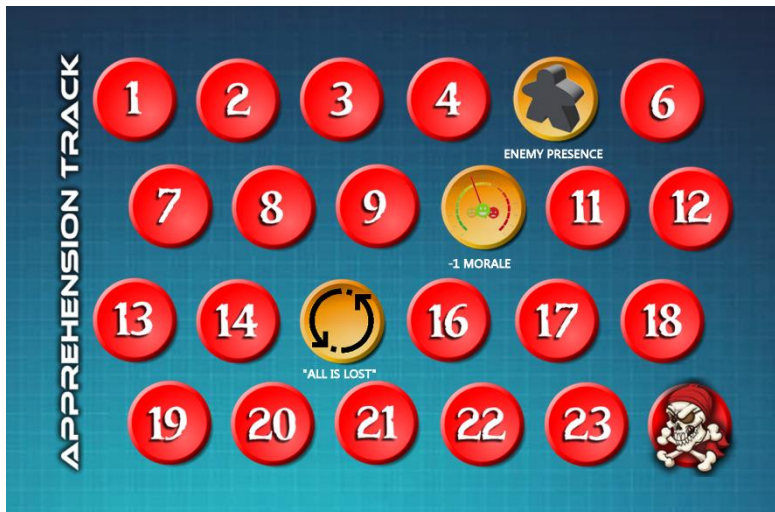 APPREHENSION TRACK
1 2 3 4 6
ENEMY PRESENCE
7 8 9 11 12
-1 MORALE
13 14 16 17 18
"ALL IS LOST"
19 20 21 22 23